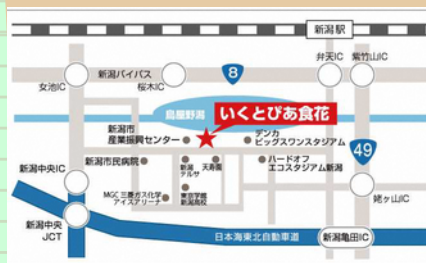 新潟駅
弁天IC
紫竹山IC
女池IC
新潟バイパス
桜木IC
8
鳥屋野潟
いくとぴあ食花
新潟市
産業振興センター
デンカ
ビッグスワンスタジアム
49
新潟市民病院
新潟
テルサ
天寿園
ハードオフ
エコスタジアム新潟
新潟中央IC
MGC三菱ガス化学
アイスアリーナ
東京学館
新潟高校
姥ヶ山IC
新潟中央
JCT
日本海東北自動車道
新潟亀田IC